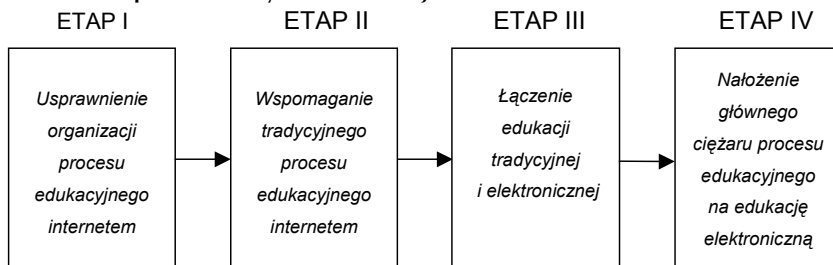 ETAP I
Usprawnienie
organizacji
procesu
edukacyjnego
internetem
ETAP II
Wspomaganie
tradycyjnego
procesu
edukacyjnego
internetem
ETAP III
Łączenie
edukacji
tradycyjnej
i elektronicznej
ETAP IV
Nałożenie
głównego
ciężaru procesu
edukacyjnego
na edukację
elektroniczną